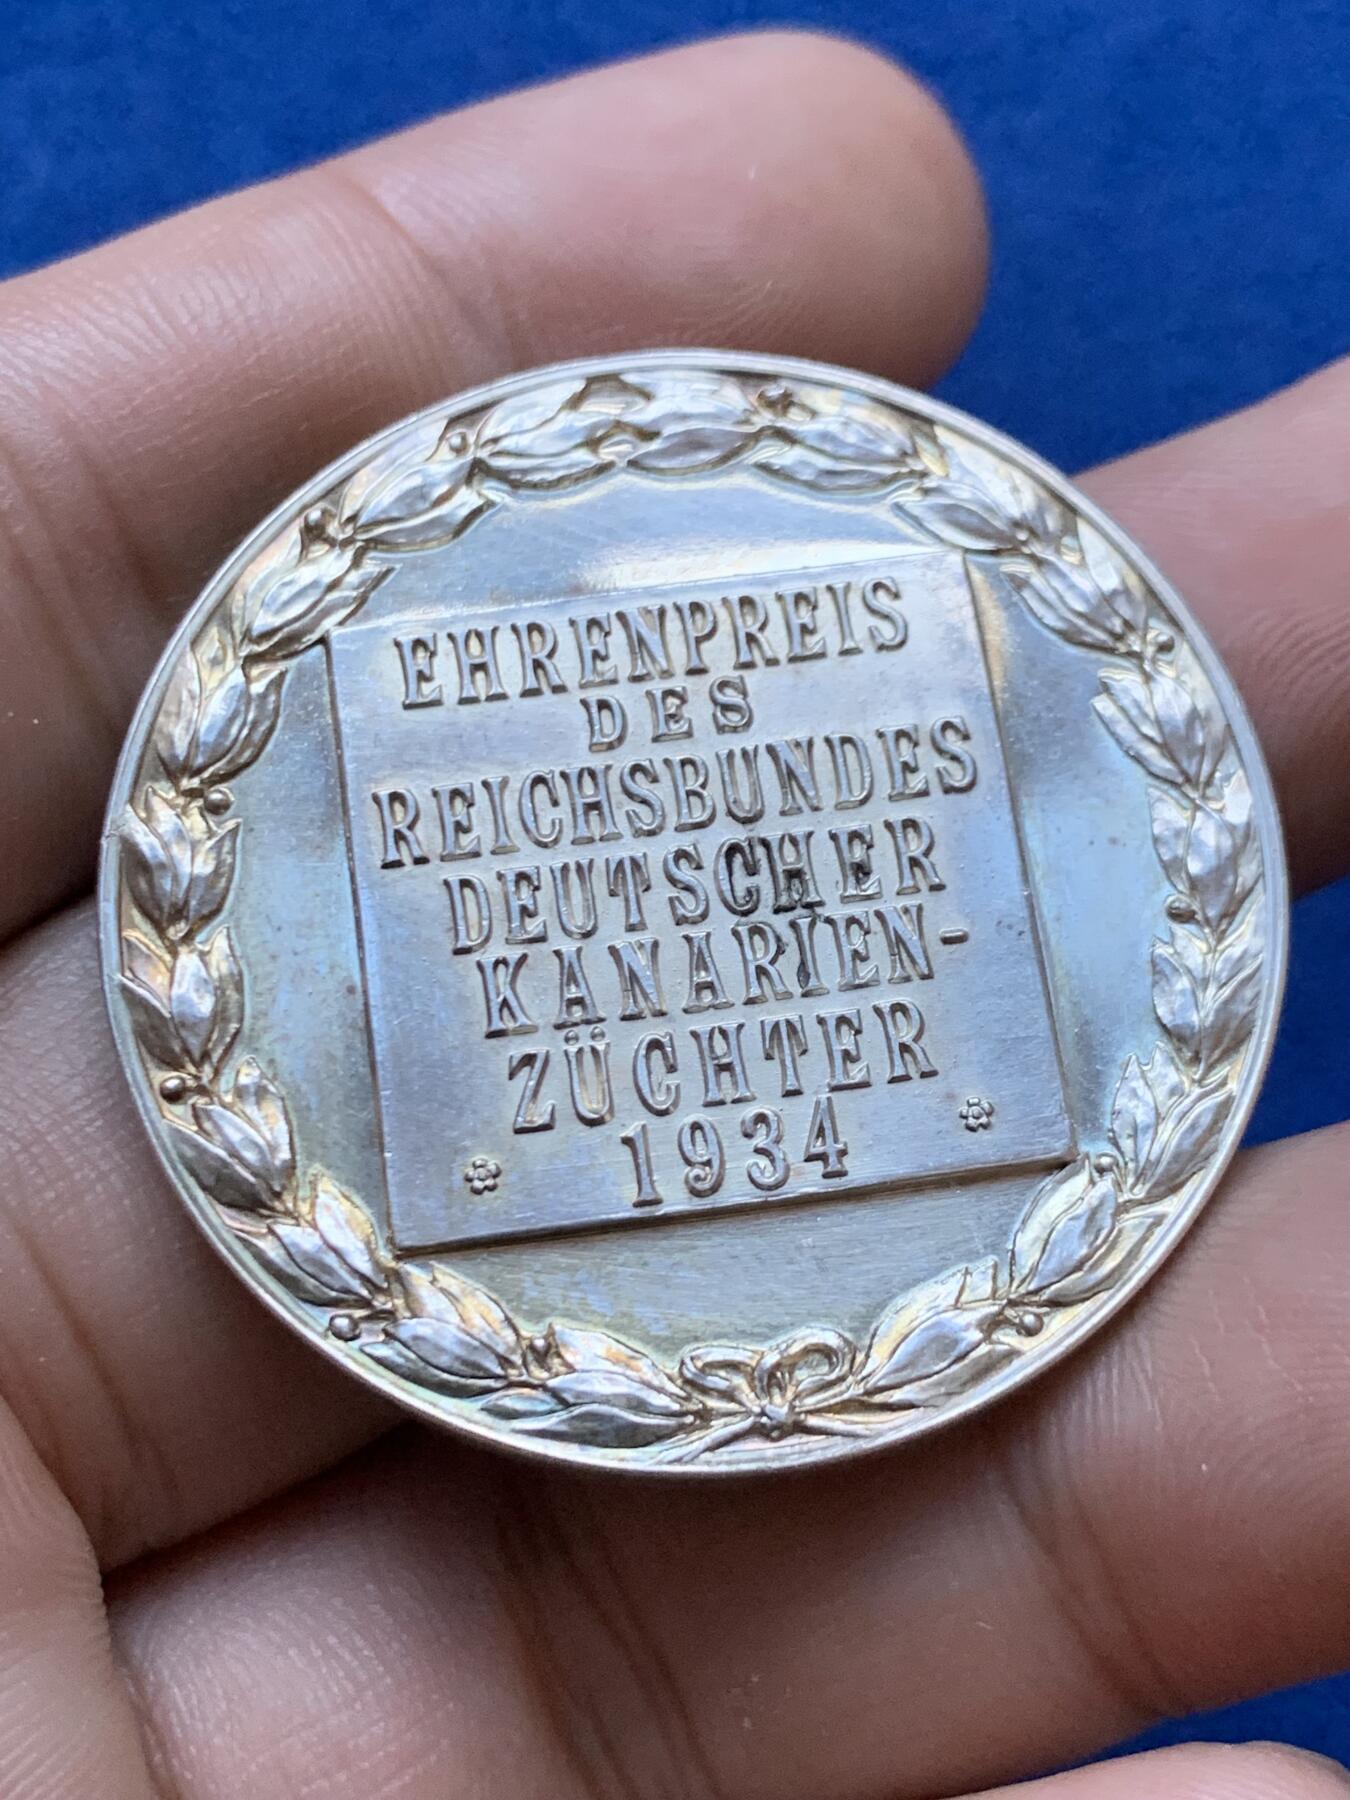 EHRENPREIS
DES
REICHSBUNDES
DEUTSCHER
KANARIEN-
ZÜCHTER
1934